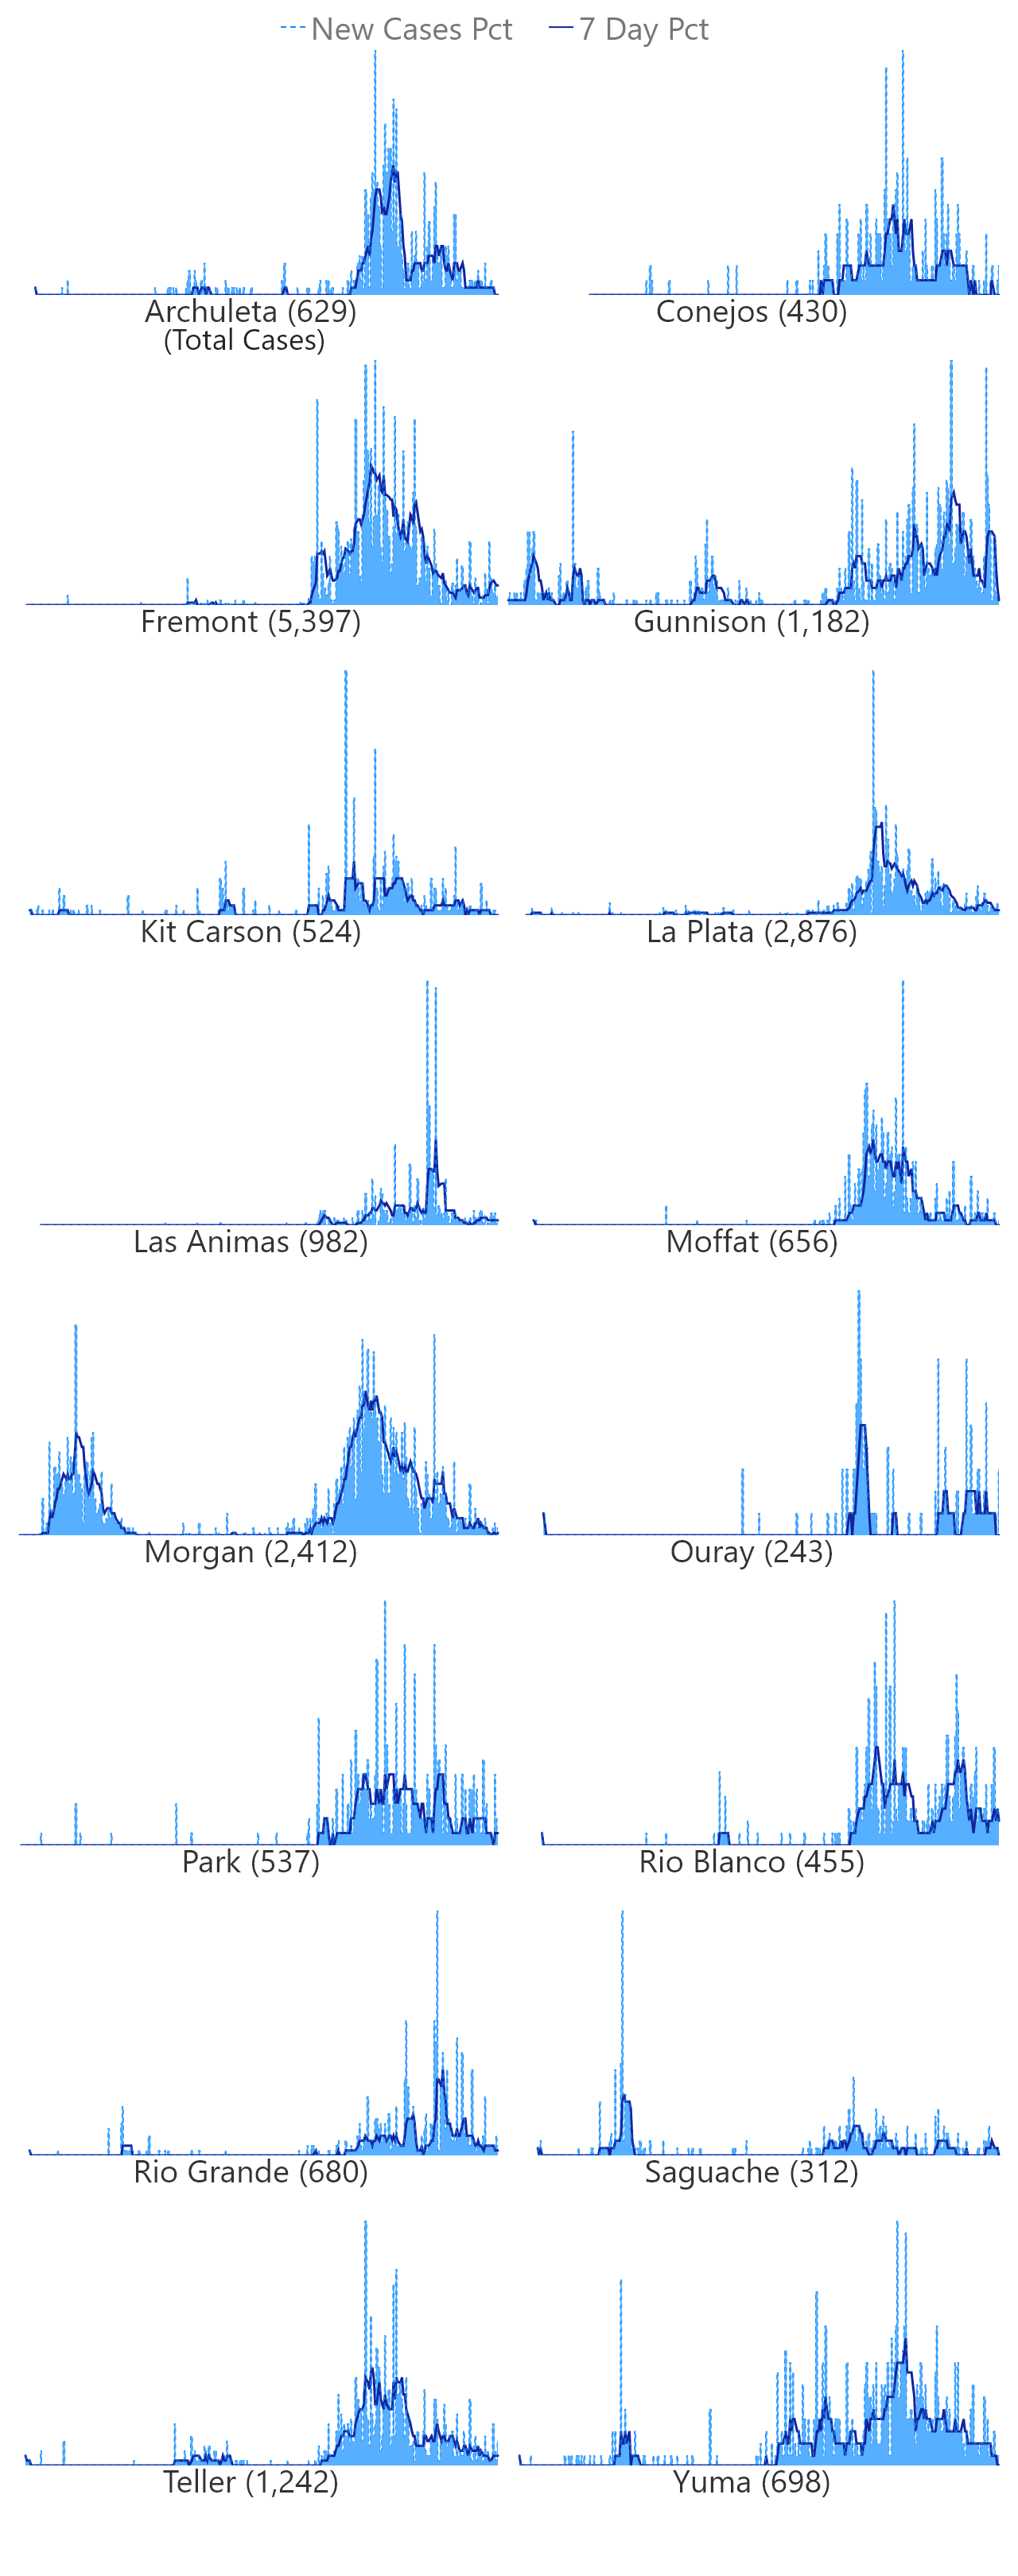 New Cases Pct 7 Day Pct
Archuleta (629) Conejos (430)
(Total Cases)
Fremont (5,397) Gunnison (1,182)
Kit Carson (524) La Plata (2,876)
Las Animas (982) Moffat (656)
Morgan (2,412) Ouray (243)
Park (537) Rio Blanco (455)
Rio Grande (680) Saguache (312)
Teller (1,242) Yuma (698)